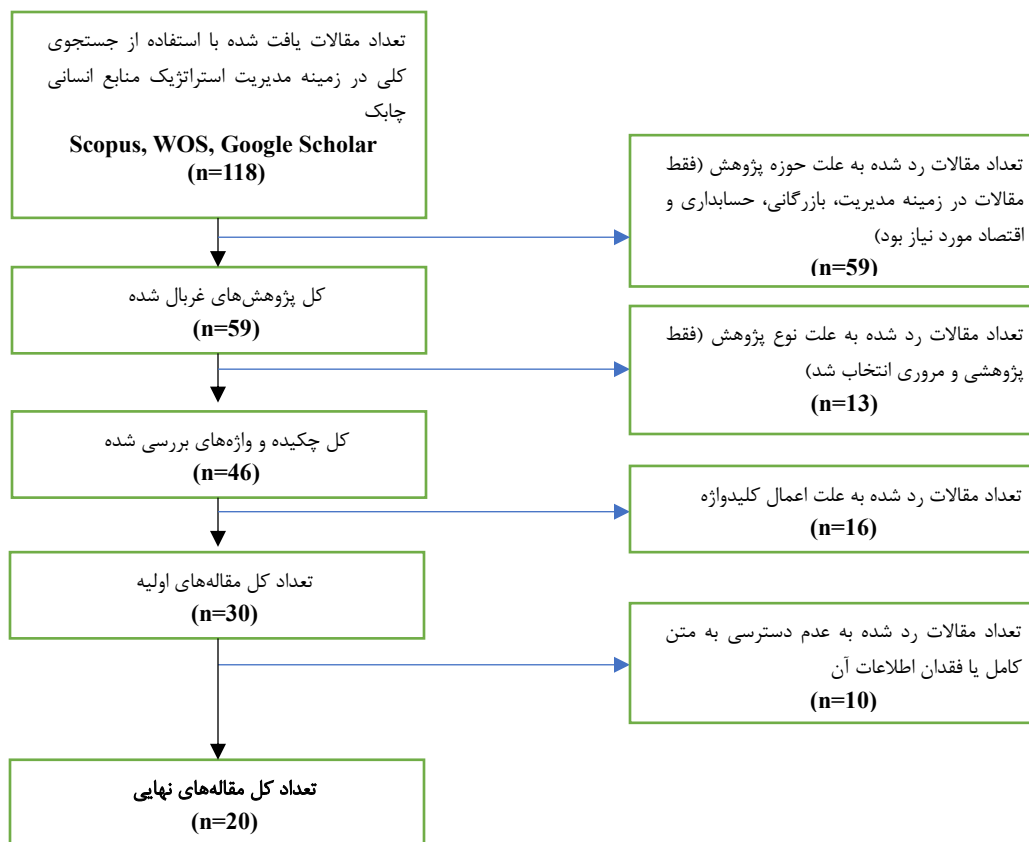 تعداد مقالات یافت شده با استفاده از جستجوی
کلی در زمینه مدیریت استراتژیک منابع انسانی
چابک
Scopus, WOS, Google Scholar
(n=118)
تعداد مقالات رد شده به علت حوزه پژوهش (فقط
مقالات در زمینه مدیریت، بازرگانی، حسابداری و
اقتصاد مورد نیاز بود)
(n=59)
کل پژوهش‌های غربال شده
(n=59)
تعداد مقالات رد شده به علت نوع پژوهش (فقط
پژوهشی و مروری انتخاب شد)
(n=13)
کل چکیده و واژه‌های بررسی شده
(n=46)
تعداد مقالات رد شده به علت اعمال کلیدواژه
(n=16)
تعداد کل مقاله‌های اولیه
(n=30)
تعداد مقالات رد شده به عدم دسترسی به متن
کامل یا فقدان اطلاعات آن
(n=10)
تعداد کل مقاله‌های نهایی
(n=20)